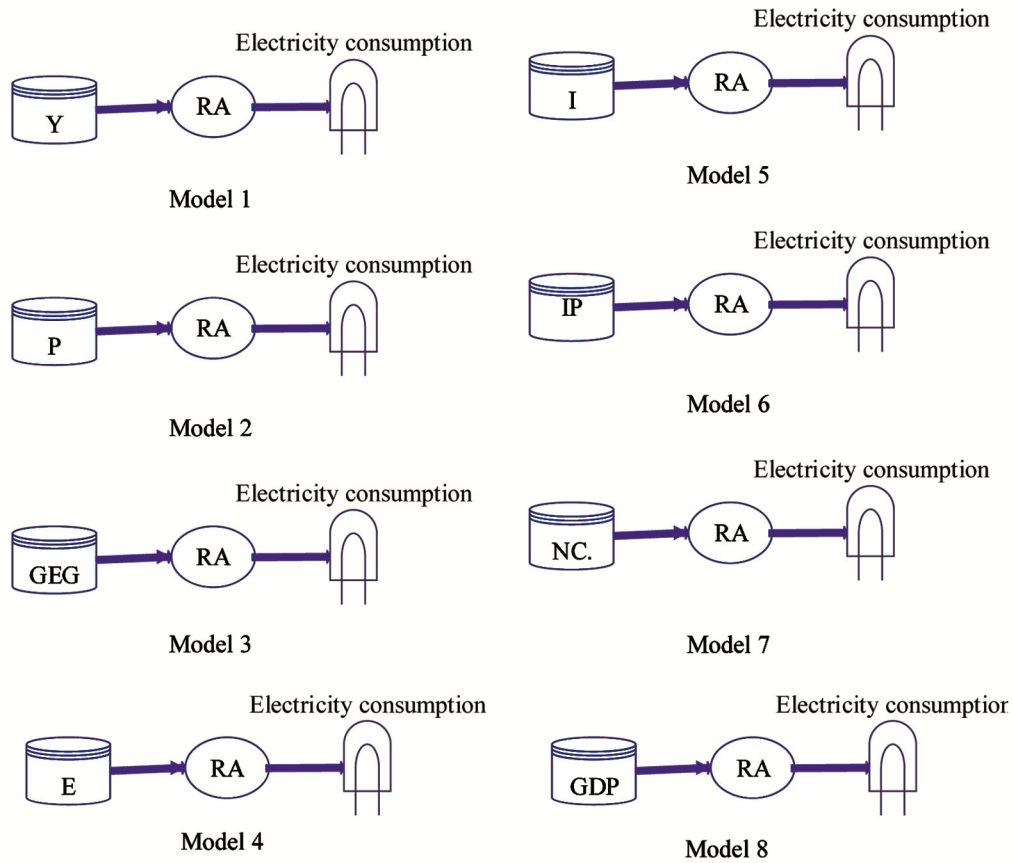 Electricity consumption
Y
RA
Model 1
Electricity consumption
P
RA
Model 2
Electricity consumption
GEG
RA
Model 3
Electricity consumption
E
RA
Model 4
Electricity consumption
I
RA
Model 5
Electricity consumption
IP
RA
Model 6
Electricity consumption
NC.
RA
Model 7
Electricity consumption
GDP
RA
Model 8